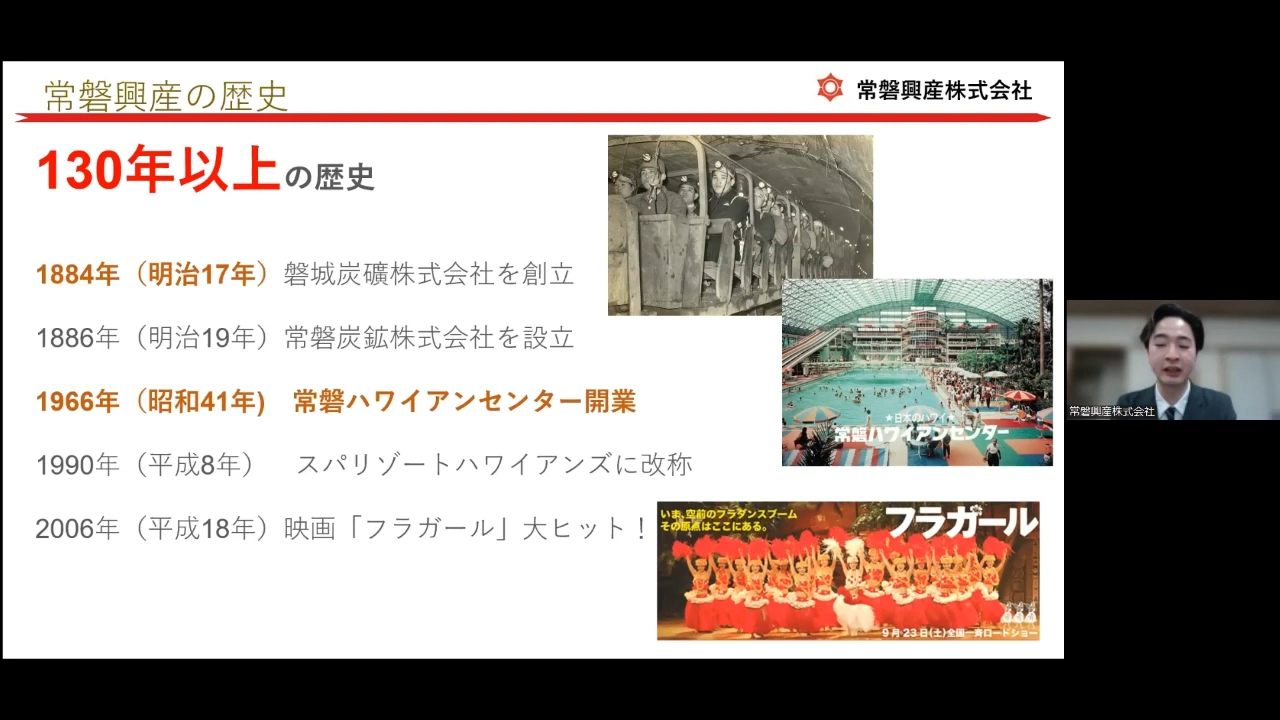 常磐興産の歴史
常磐興産株式会社
130年以上の歴史
1884年（明治17年）磐城炭礦株式会社を創立
1886年（明治19年）常磐炭鉱株式会社を設立
1966年（昭和41年)　常磐ハワイアンセンター開業
1990年（平成8年）　スパリゾートハワイアンズに改称
2006年（平成18年）映画「フラガール」大ヒット！
★日本のハワイ★
常磐ハワイアンセンター
いま、空前のフラダンスブーム
その原点はここにある。
フラガール
9月・23日(土)全国一斉ロードショー
常磐興産株式会社